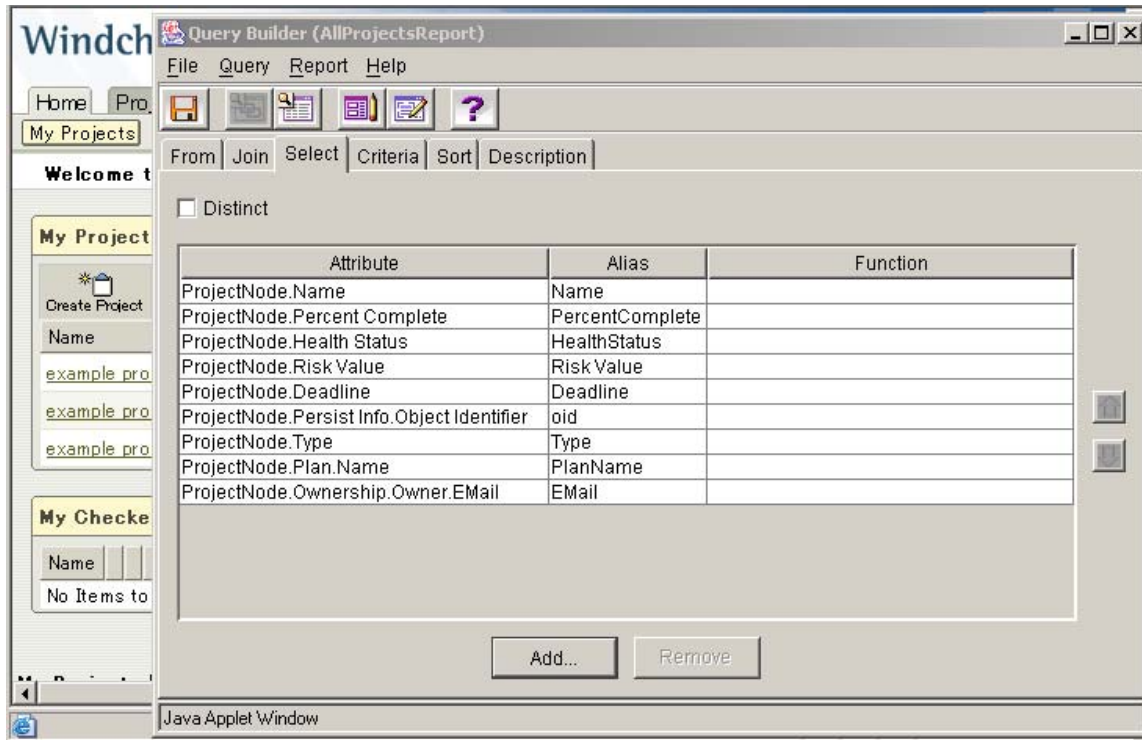 Windch
Query Builder (AllProjectsReport)
File Query Report Help
Home Pro
My Projects
From Join Select Criteria Sort Description
Welcome t
Distinct
My Project
Attribute Alias Function
ProjectNode.Name Name
Create Project
ProjectNode.Percent Complete PercentComplete
Name
ProjectNode.Health Status HealthStatus
ProjectNode.Risk Value Risk Value
example pro
ProjectNode.Deadline Deadline
example pro
ProjectNode.Persist Info.Object Identifier oid
ProjectNode.Type Type
example pro
ProjectNode.Plan.Name PlanName
ProjectNode.Ownership.Owner.EMail EMail
My Checke
Name
No Items to
Add... Remove
Java Applet Window